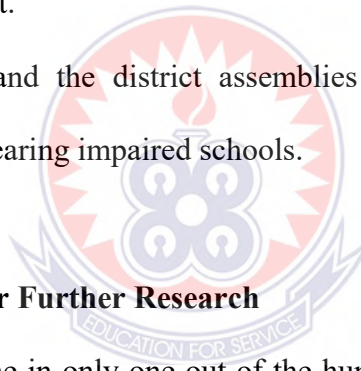 t.
and the district assemblies
earing impaired schools.
r Further Research
EDUCATION FOR SERVICE
e in only one out of the hun